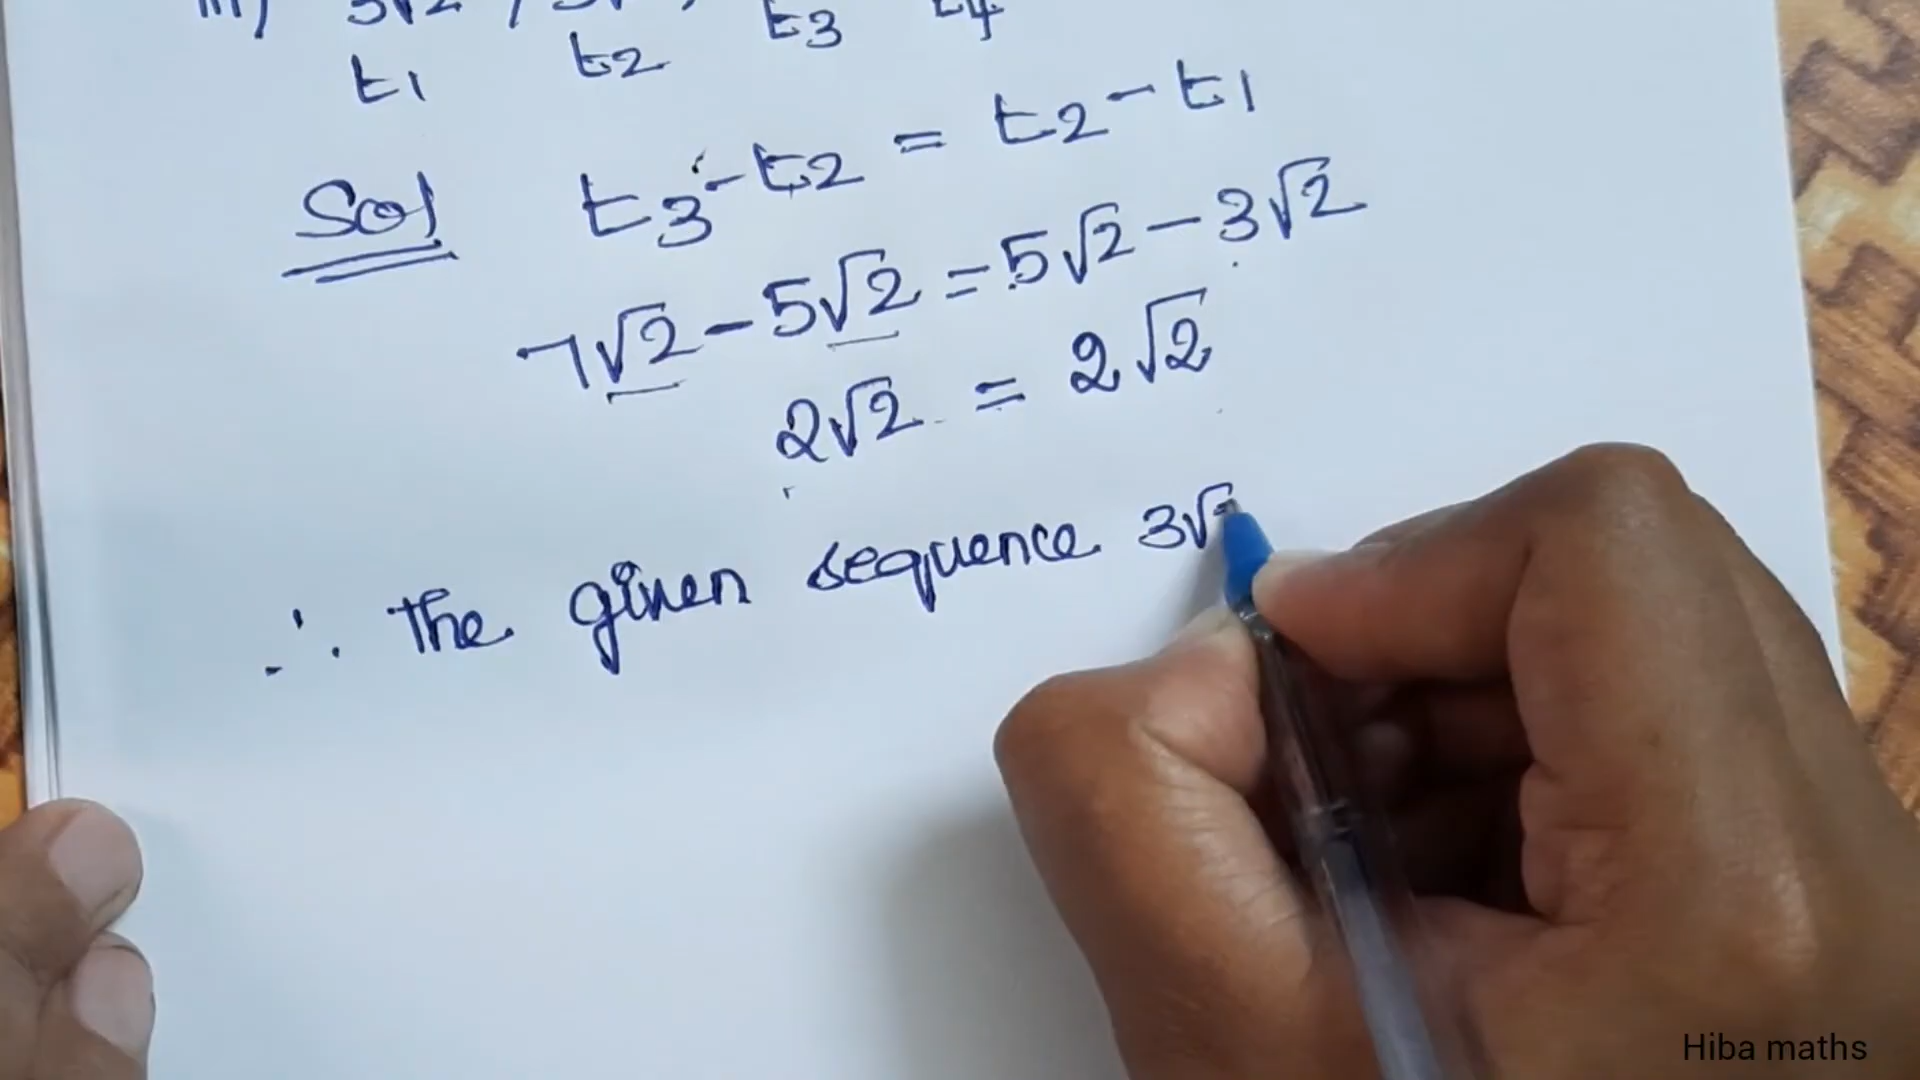 t1 t2 t3 t4
Sol t3 - t2 = t2 - t1
7√2 - 5√2 = 5√2 - 3√2
2√2 = 2√2
∴ The given sequence 3√
Hiba maths